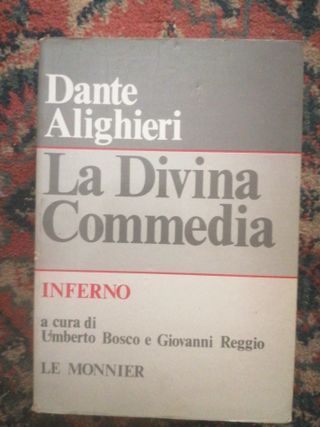 Dante
Alighieri
La Divina
Commedia
INFERNO
a cura di
Umberto Bosco e Giovanni Reggio
LE MONNIER